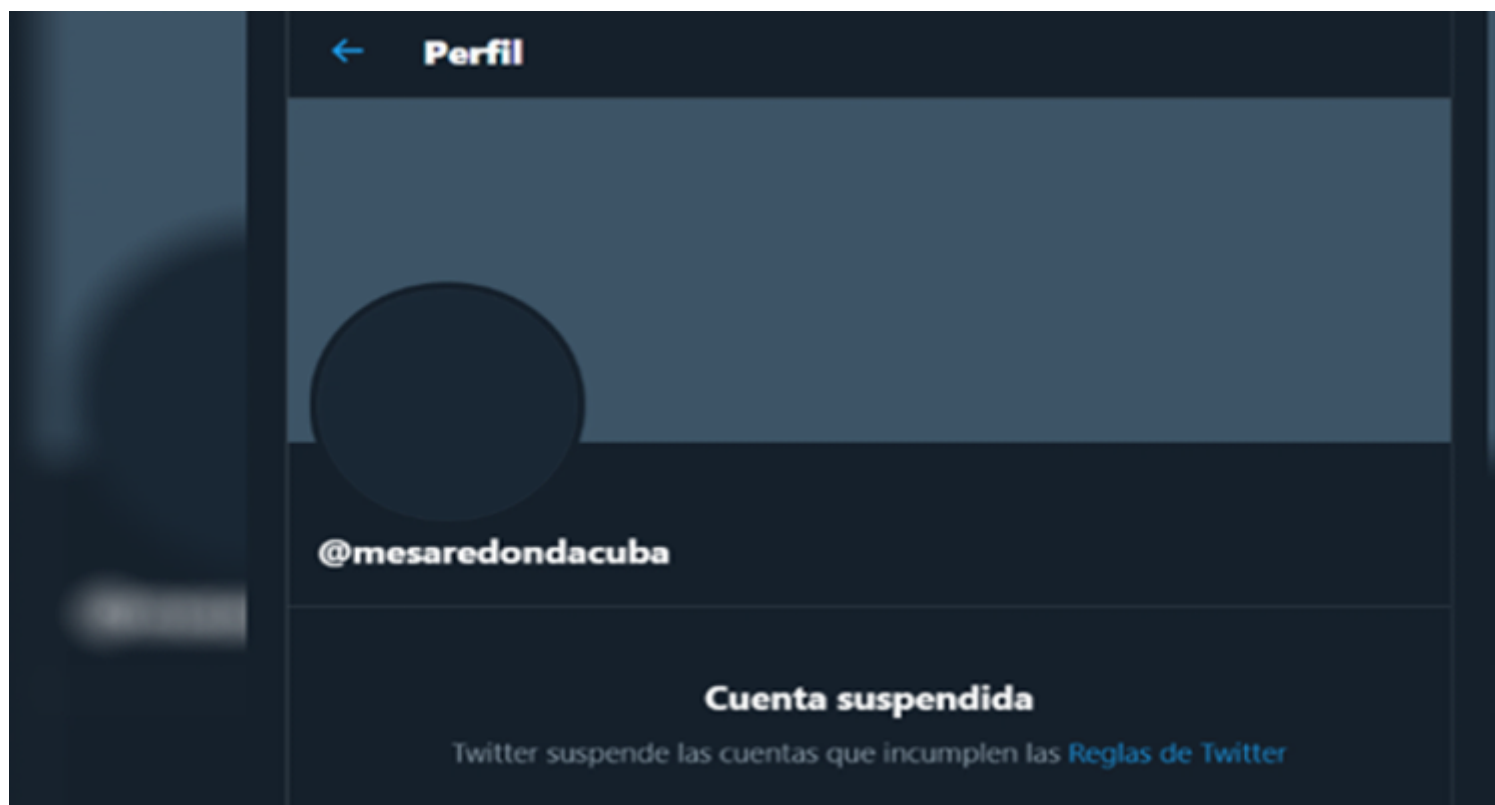 Perfil
@mesaredondacuba
Cuenta suspendida
Twitter suspende las cuentas que incumplen las Reglas de Twitter